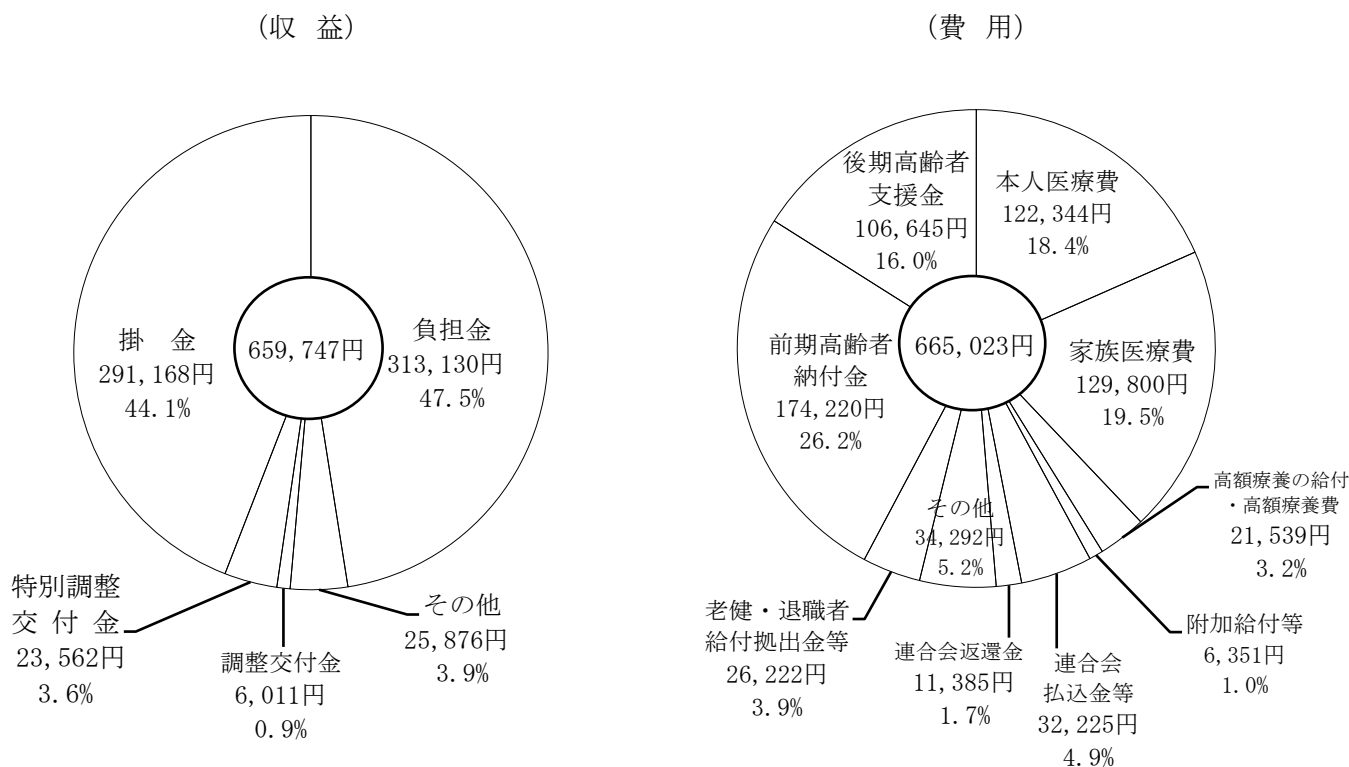 （収 益）
659,747円
負担金
313,130円
47.5%
その他
25,876円
3.9%
調整交付金
6,011円
0.9%
特別調整
交 付 金
23,562円
3.6%
掛 金
291,168円
44.1%
（費 用）
665,023円
本人医療費
122,344円
18.4%
家族医療費
129,800円
19.5%
高額療養の給付
・高額療養費
21,539円
3.2%
附加給付等
6,351円
1.0%
連合会
払込金等
32,225円
4.9%
連合会返還金
11,385円
1.7%
その他
34,292円
5.2%
老健・退職者
給付拠出金等
26,222円
3.9%
前期高齢者
納付金
174,220円
26.2%
後期高齢者
支援金
106,645円
16.0%